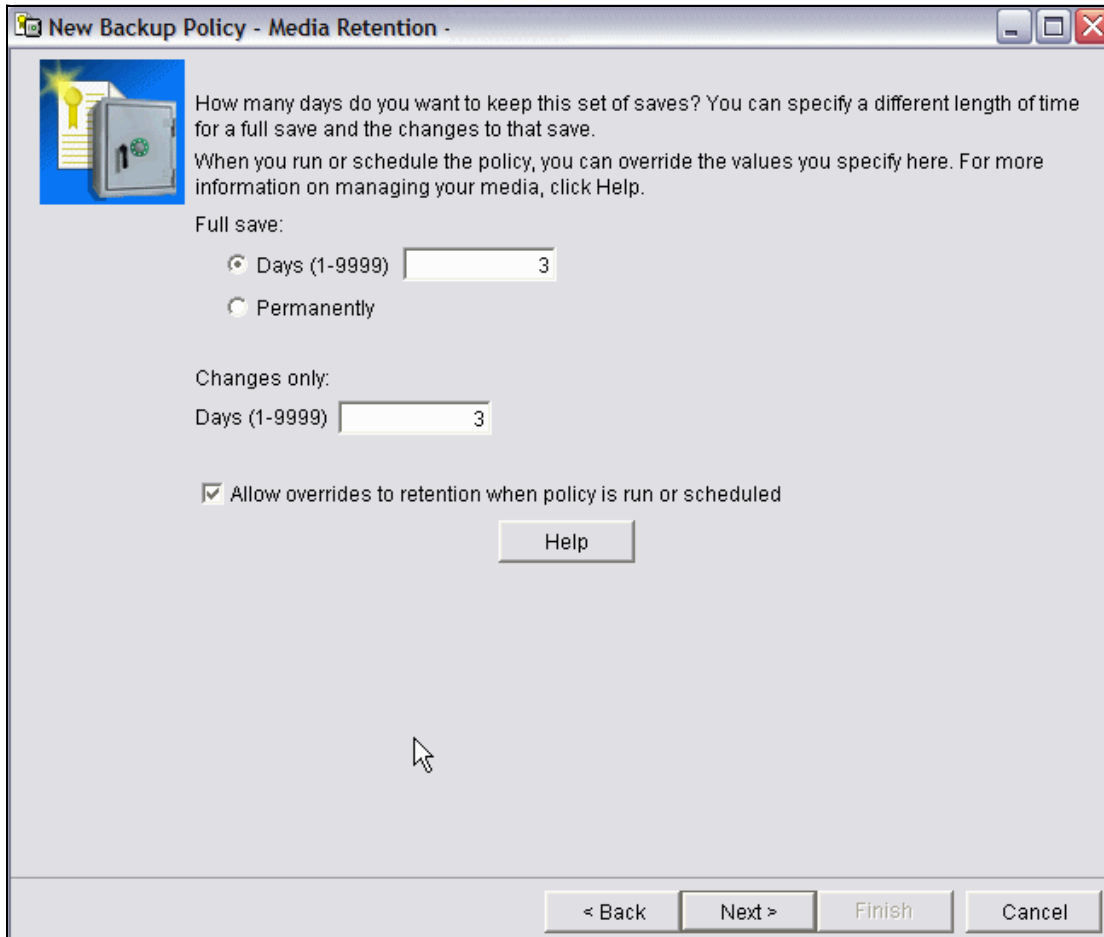 New Backup Policy - Media Retention -
How many days do you want to keep this set of saves? You can specify a different length of time
for a full save and the changes to that save.
When you run or schedule the policy, you can override the values you specify here. For more
information on managing your media, click Help.
Full save:
Days (1-9999) 3
Permanently
Changes only:
Days (1-9999) 3
Allow overrides to retention when policy is run or scheduled
Help
< Back Next > Finish Cancel